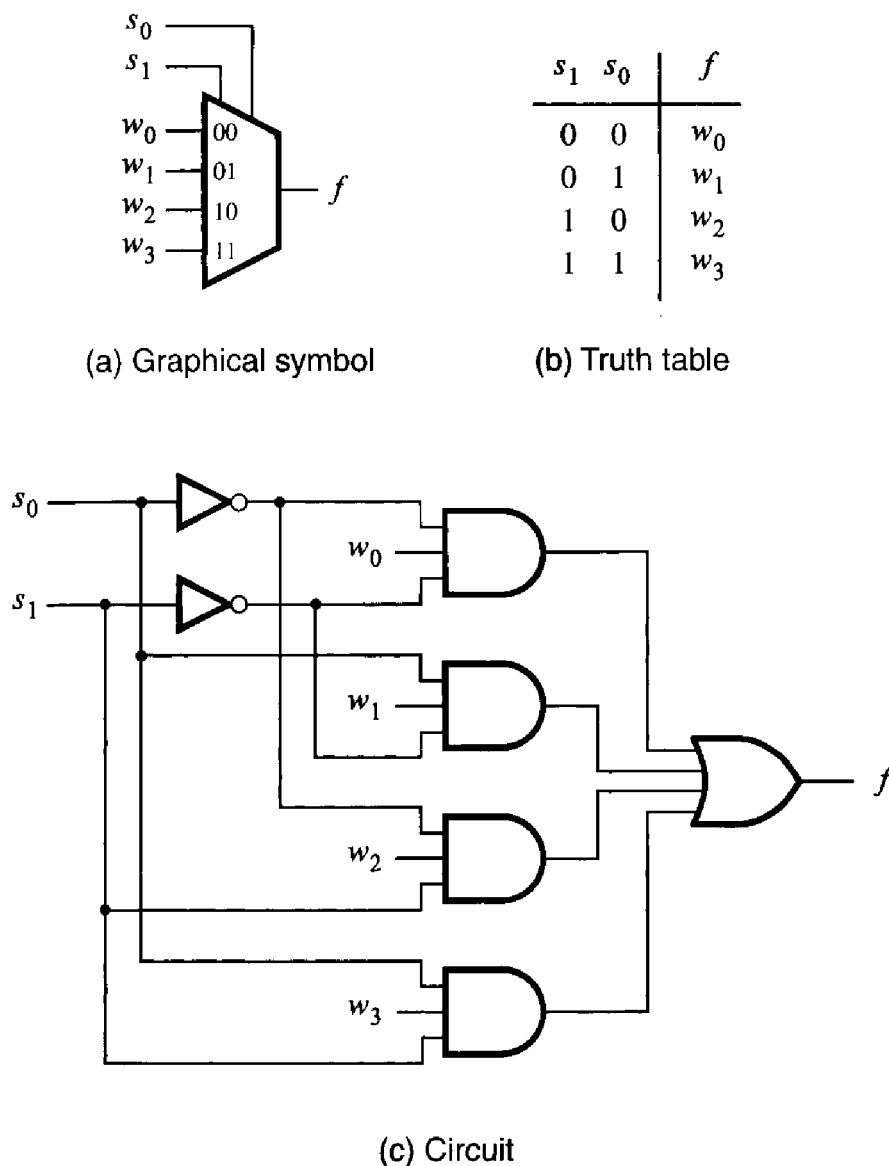 s0
s1
w0 00
w1 01
w2 10
w3 11
f
(a) Graphical symbol
s1 s0 f
0 0 w0
0 1 w1
1 0 w2
1 1 w3
(b) Truth table
s0
w0
s1
w1
f
w2
w3
(c) Circuit